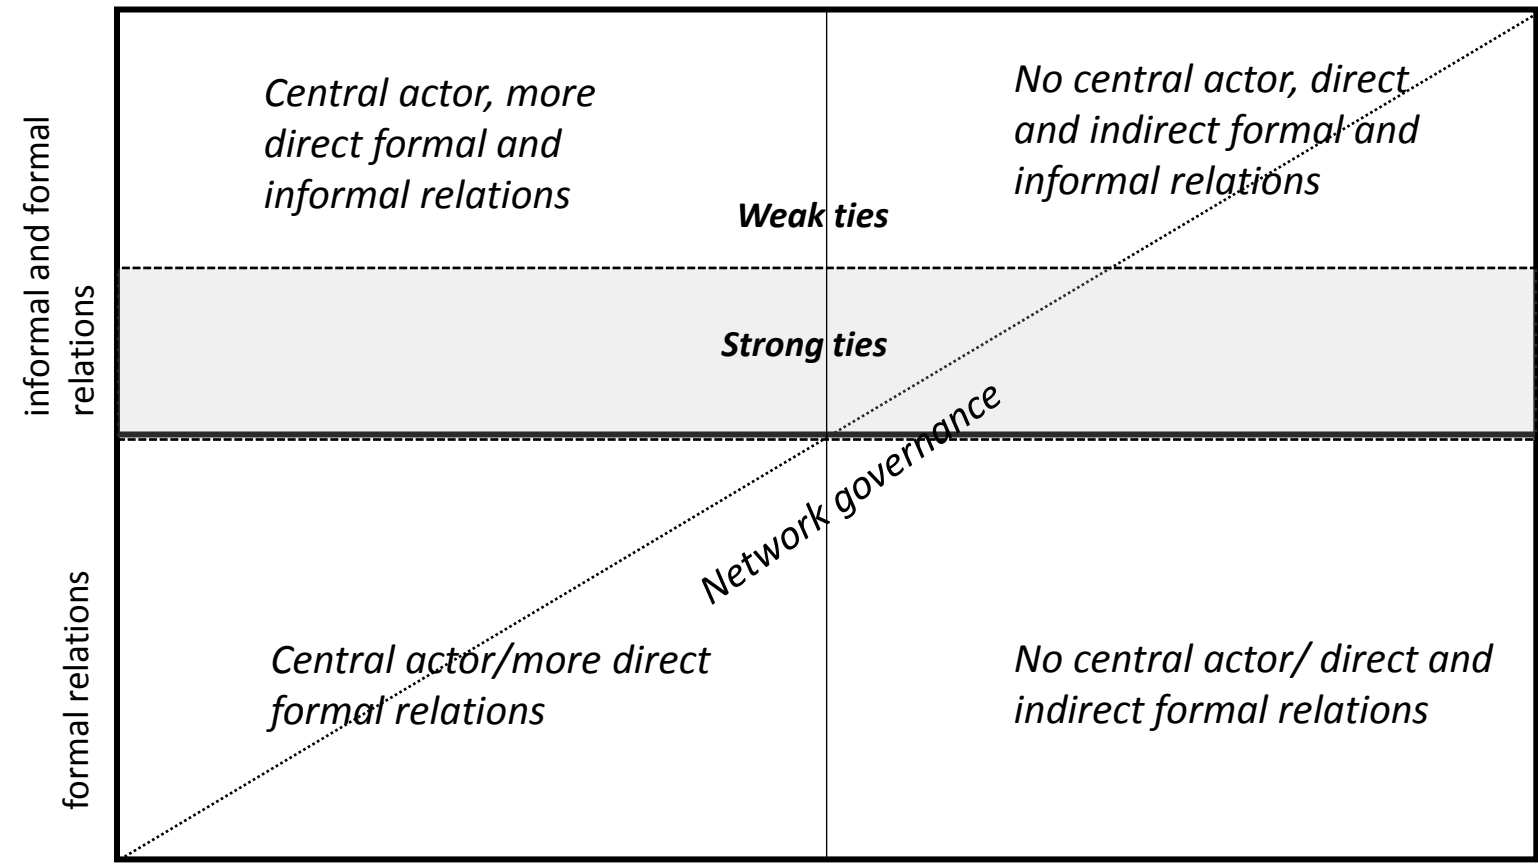 informal and formal
relations
Central actor, more
direct formal and
informal relations
No central actor, direct
and indirect formal and
informal relations
Weak ties
Strong ties
Network governance
formal relations
Central actor/more direct
formal relations
No central actor/ direct and
indirect formal relations